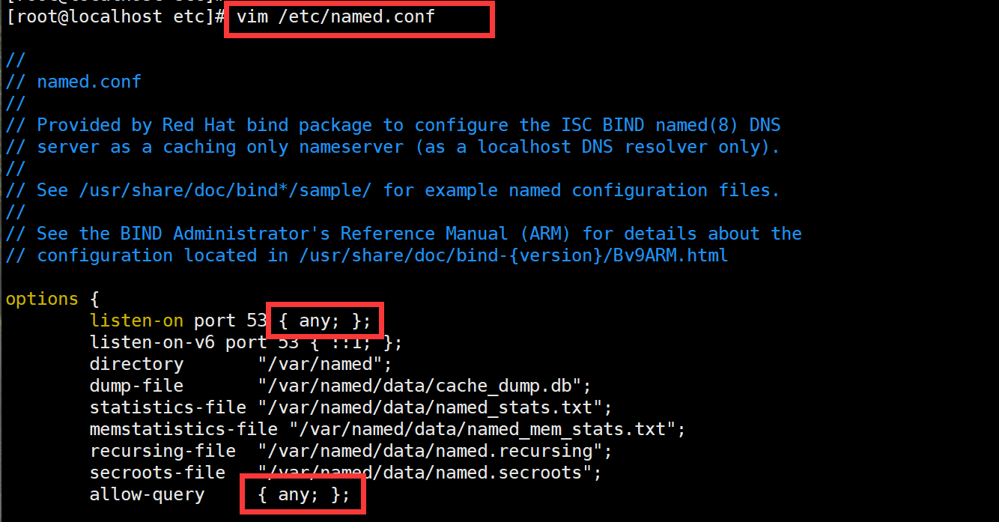 [root@localhost etc]#
[root@localhost etc]# vim /etc/named.conf
//
// named.conf
//
// Provided by Red Hat bind package to configure the ISC BIND named(8) DNS
// server as a caching only nameserver (as a localhost DNS resolver only).
//
// See /usr/share/doc/bind*/sample/ for example named configuration files.
//
// See the BIND Administrator's Reference Manual (ARM) for details about the
// configuration located in /usr/share/doc/bind-{version}/Bv9ARM.html
options {
listen-on port 53 { any; };
listen-on-v6 port 53 { ::1; };
directory "/var/named";
dump-file "/var/named/data/cache_dump.db";
statistics-file "/var/named/data/named_stats.txt";
memstatistics-file "/var/named/data/named_mem_stats.txt";
recursing-file "/var/named/data/named.recursing";
secroots-file "/var/named/data/named.secroots";
allow-query { any; };